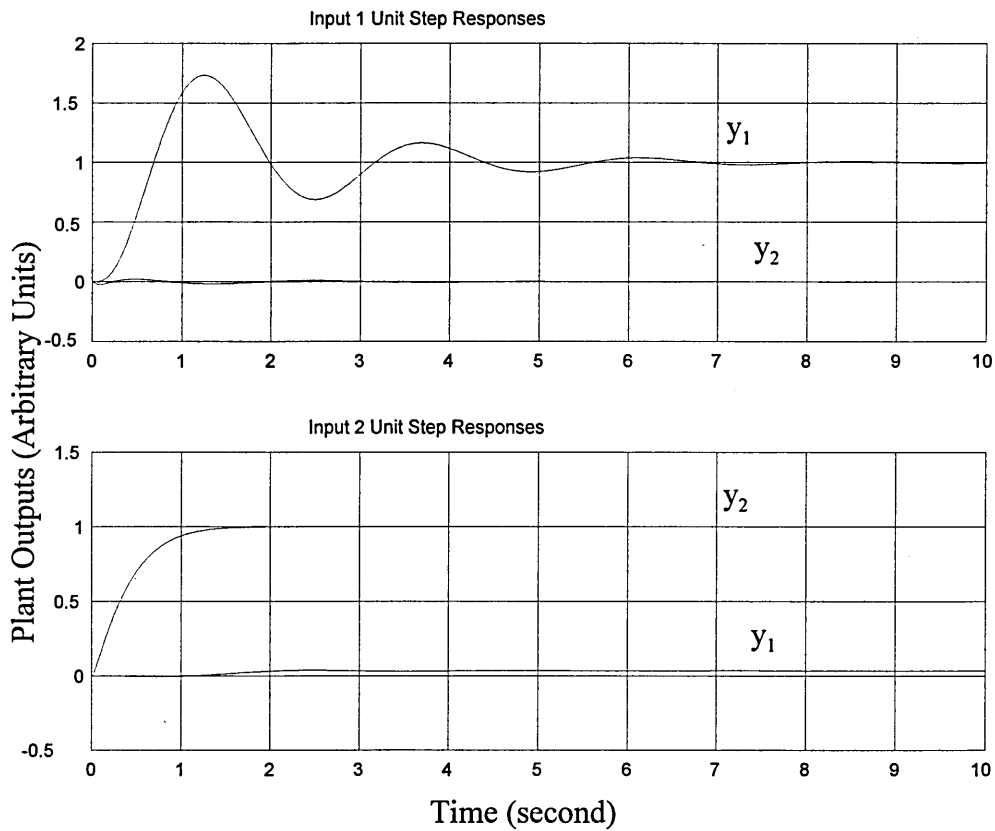 Input 1 Unit Step Responses
2
1.5
y₁
1
0.5
y₂
0
-0.5
0 1 2 3 4 5 6 7 8 9 10
Plant Outputs (Arbitrary Units)
Input 2 Unit Step Responses
1.5
y₂
1
0.5
y₁
0
-0.5
0 1 2 3 4 5 6 7 8 9 10
Time (second)